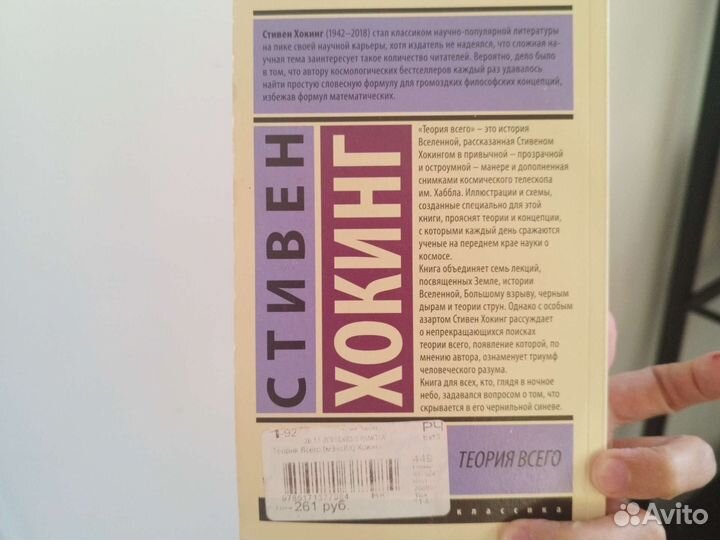 Стивен Хокинг (1942–2018) стал классиком научно-популярной литературы
на пике своей научной карьеры, хотя издатель не надеялся, что сложная на-
учная тема заинтересует такое количество читателей. Вероятно, дело было
в том, что автору космологических бестселлеров каждый раз удавалось
найти простую словесную формулу для громоздких философских концепций,
избежав формул математических.
СТИВЕН
ХОКИНГ
«Теория всего» – это история
Вселенной, рассказанная Стивеном
Хокингом в привычной – прозрачной
и остроумной – манере и дополненная
снимками космического телескопа
им. Хаббла. Иллюстрации и схемы,
созданные специально для этой
книги, прояснят теории и концепции,
с которыми каждый день сражаются
ученые на переднем крае науки о
космосе.
Книга объединяет семь лекций,
посвященных Земле, истории
Вселенной, Большому взрыву, черным
дырам и теории струн. Однако с особым
азартом Стивен Хокинг рассуждает
о непрекращающихся поисках
теории всего, появление которой, по
мнению автора, ознаменует триумф
человеческого разума.
Книга для всех, кто, глядя в ночное
небо, задавался вопросом о том, что
скрывается в его чернильной синеве.
-92
РЧ
Теория Всего
449
261 руб.
ТЕОРИЯ ВСЕГО
классика
Avito